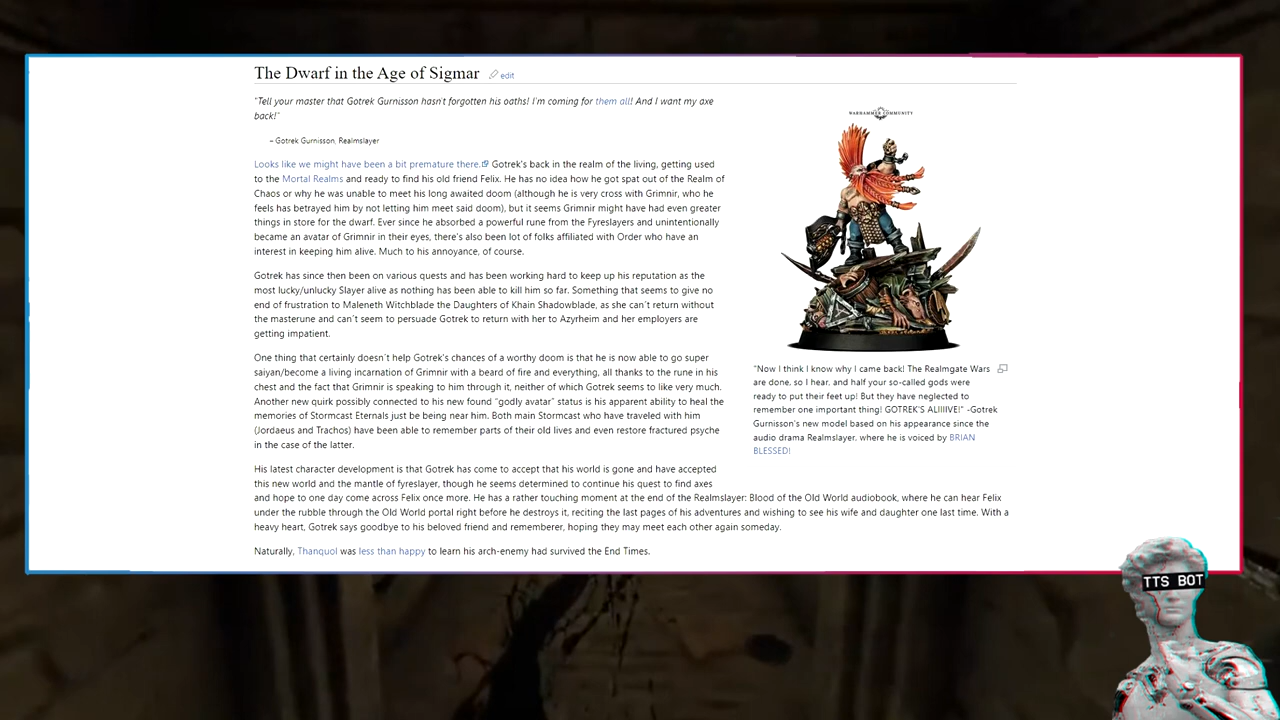 The Dwarf in the Age of Sigmar edit
"Tell your master that Gotrek Gurnisson hasn't forgotten his oaths! I'm coming for them all! And I want my axe
back!"
– Gotrek Gurnisson, Realmslayer
Looks like we might have been a bit premature there. Gotrek's back in the realm of the living, getting used
to the Mortal Realms and ready to find his old friend Felix. He has no idea how he got spat out of the Realm of
Chaos or why he was unable to meet his long awaited doom (although he is very cross with Grimnir, who he
feels has betrayed him by not letting him meet said doom), but it seems Grimnir might have had even greater
things in store for the dwarf. Ever since he absorbed a powerful rune from the Fyreslayers and unintentionally
became an avatar of Grimnir in their eyes, there's also been lot of folks affiliated with Order who have an
interest in keeping him alive. Much to his annoyance, of course.
Gotrek has since then been on various quests and has been working hard to keep up his reputation as the
most lucky/unlucky Slayer alive as nothing has been able to kill him so far. Something that seems to give no
end of frustration to Maleneth Witchblade the Daughters of Khain Shadowblade, as she can´t return without
the masterune and can´t seem to persuade Gotrek to return with her to Azyrheim and her employers are
getting impatient.
One thing that certainly doesn´t help Gotrek's chances of a worthy doom is that he is now able to go super
saiyan/become a living incarnation of Grimnir with a beard of fire and everything, all thanks to the rune in his
chest and the fact that Grimnir is speaking to him through it, neither of which Gotrek seems to like very much.
Another new quirk possibly connected to his new found "godly avatar" status is his apparent ability to heal the
memories of Stormcast Eternals just be being near him. Both main Stormcast who have traveled with him
(Jordaeus and Trachos) have been able to remember parts of their old lives and even restore fractured psyche
in the case of the latter.
His latest character development is that Gotrek has come to accept that his world is gone and have accepted
this new world and the mantle of fyreslayer, though he seems determined to continue his quest to find axes
and hope to one day come across Felix once more. He has a rather touching moment at the end of the Realmslayer: Blood of the Old World audiobook, where he can hear Felix
under the rubble through the Old World portal right before he destroys it, reciting the last pages of his adventures and wishing to see his wife and daughter one last time. With a
heavy heart, Gotrek says goodbye to his beloved friend and rememberer, hoping they may meet each other again someday.
Naturally, Thanquol was less than happy to learn his arch-enemy had survived the End Times.
WARHAMMER COMMUNITY
"Now I think I know why I came back! The Realmgate Wars
are done, so I hear, and half your so-called gods were
ready to put their feet up! But they have neglected to
remember one important thing! GOTREK'S ALIIIIVE!" -Gotrek
Gurnisson's new model based on his appearance since the
audio drama Realmslayer, where he is voiced by BRIAN
BLESSED!
TTS BOT